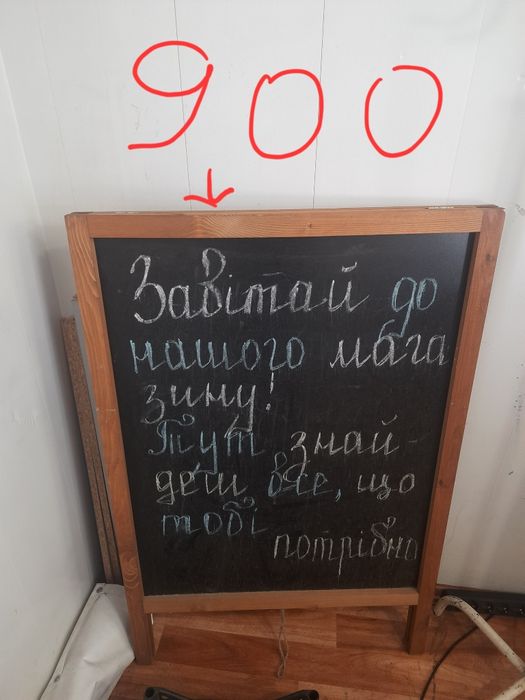 900
Завітай до
нашого мага
зину!
Тут знай-
деш все, що
тобі
потрібно